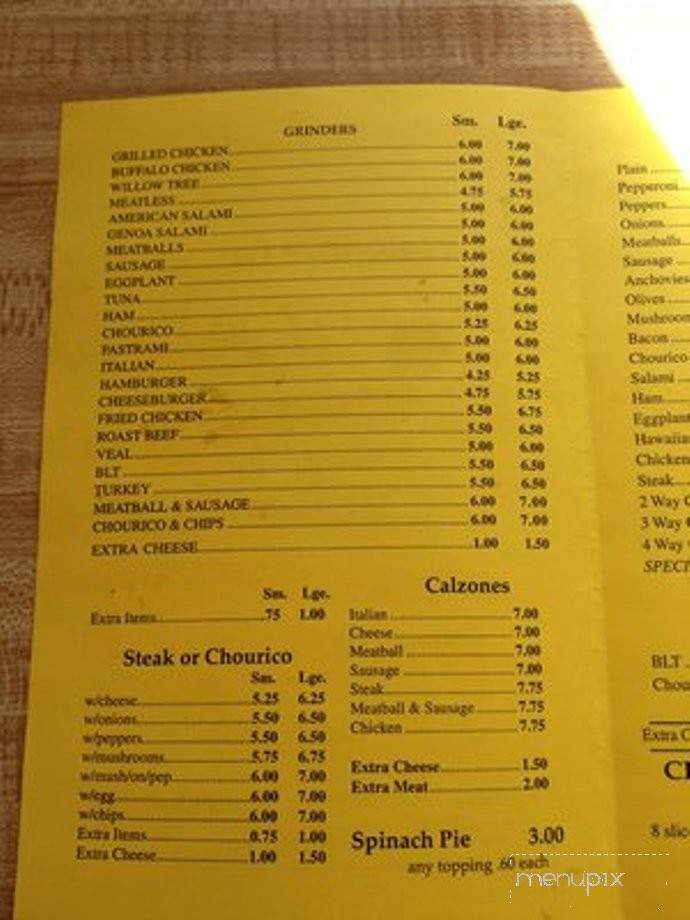 GRINDERS Sm. Lge.
GRILLED CHICKEN 6.00 7.00
BUFFALO CHICKEN 6.00 7.00
WILLOW TREE 6.00 7.00
MEATLESS 4.75 5.75
AMERICAN SALAMI 5.00 6.00
GENOA SALAMI 5.00 6.00
MEATBALLS 5.00 6.00
SAUSAGE 5.00 6.00
EGGPLANT 5.00 6.00
TUNA 5.50 6.50
HAM 5.00 6.00
CHOURICO 5.25 6.25
PASTRAMI 5.00 6.00
ITALIAN 5.00 6.00
HAMBURGER 4.25 5.25
CHEESEBURGER 4.75 5.75
FRIED CHICKEN 5.50 6.75
ROAST BEEF 5.50 6.50
VEAL 5.00 6.00
BLT 5.50 6.50
TURKEY 5.50 6.50
MEATBALL & SAUSAGE 6.00 7.00
CHOURICO & CHIPS 6.00 7.00
EXTRA CHEESE 1.00 1.50
Sm. Lge.
Extra Items .75 1.00
Steak or Chourico
Sm. Lge.
w/cheese 5.25 6.25
w/onions 5.50 6.50
w/peppers 5.50 6.50
w/mushrooms 5.75 6.75
w/mush/on/pep 6.00 7.00
w/egg 6.00 7.00
w/chips 6.00 7.00
Extra Items 0.75 1.00
Extra Cheese 1.00 1.50
Calzones
Italian 7.00
Cheese 7.00
Meatball 7.00
Sausage 7.00
Steak 7.75
Meatball & Sausage 7.75
Chicken 7.75
Extra Cheese 1.50
Extra Meat 2.00
Spinach Pie 3.00
any topping .60 each
Plain
Pepperoni
Peppers
Onions
Meatballs
Sausage
Anchovies
Olives
Mushroom
Bacon
Chourico
Salami
Ham
Eggplant
Hawaiia
Chicken
Steak
2 Way
3 Way
4 Way
SPECI
BLT
Chou
Extra C
8 slice
menupix